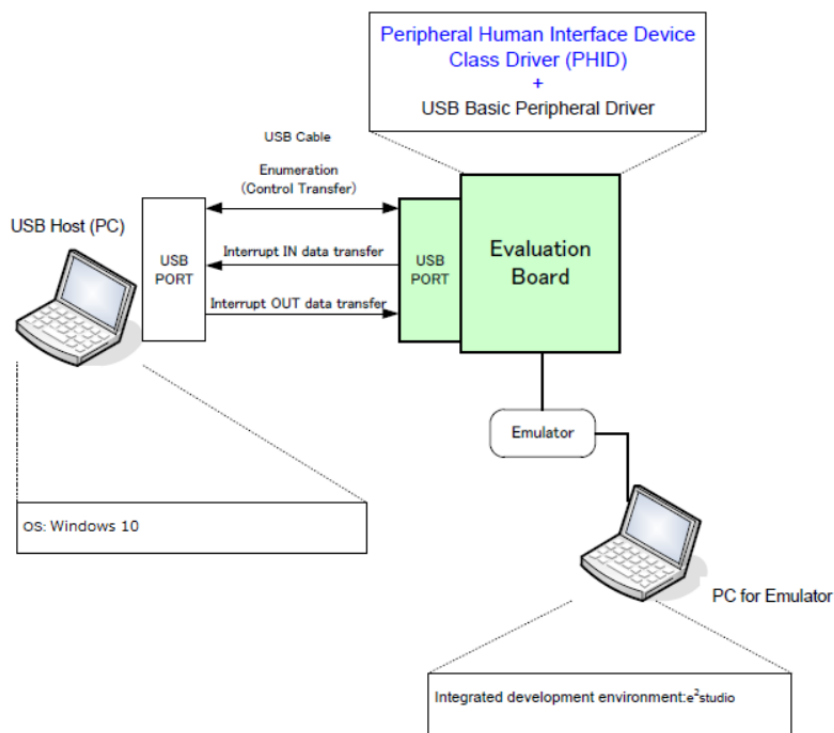 Peripheral Human Interface Device
Class Driver (PHID)
+
USB Basic Peripheral Driver
USB Cable
Enumeration
(Control Transfer)
USB Host (PC)
USB
PORT
Interrupt IN data transfer
Interrupt OUT data transfer
USB
PORT
Evaluation
Board
Emulator
OS: Windows 10
PC for Emulator
Integrated development environment:e²studio